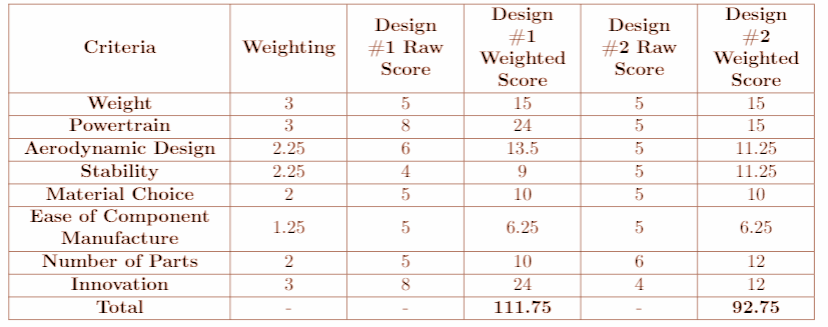 Criteria Weighting Design #1 Raw Score Design #1 Weighted Score Design #2 Raw Score Design #2 Weighted Score
Weight 3 5 15 5 15
Powertrain 3 8 24 5 15
Aerodynamic Design 2.25 6 13.5 5 11.25
Stability 2.25 4 9 5 11.25
Material Choice 2 5 10 5 10
Ease of Component Manufacture 1.25 5 6.25 5 6.25
Number of Parts 2 5 10 6 12
Innovation 3 8 24 4 12
Total - - 111.75 - 92.75